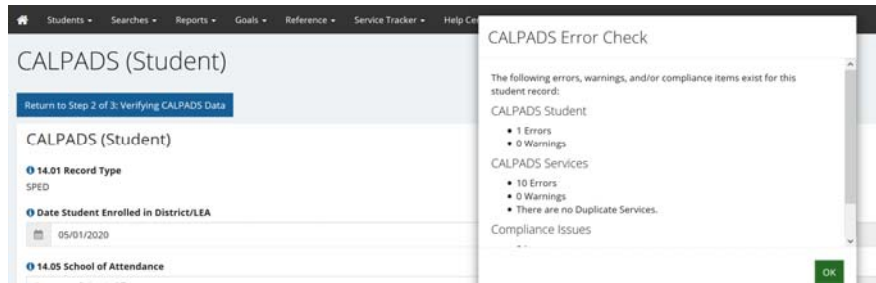 Students
Searches
Reports
Goals
Reference
Service Tracker
Help Ce
CALPADS (Student)
Return to Step 2 of 3: Verifying CALPADS Data
CALPADS (Student)
14.01 Record Type
SPED
Date Student Enrolled in District/LEA
05/01/2020
14.05 School of Attendance
CALPADS Error Check
The following errors, warnings, and/or compliance items exist for this
student record:
CALPADS Student
• 1 Errors
• 0 Warnings
CALPADS Services
• 10 Errors
• 0 Warnings
• There are no Duplicate Services.
Compliance Issues
OK